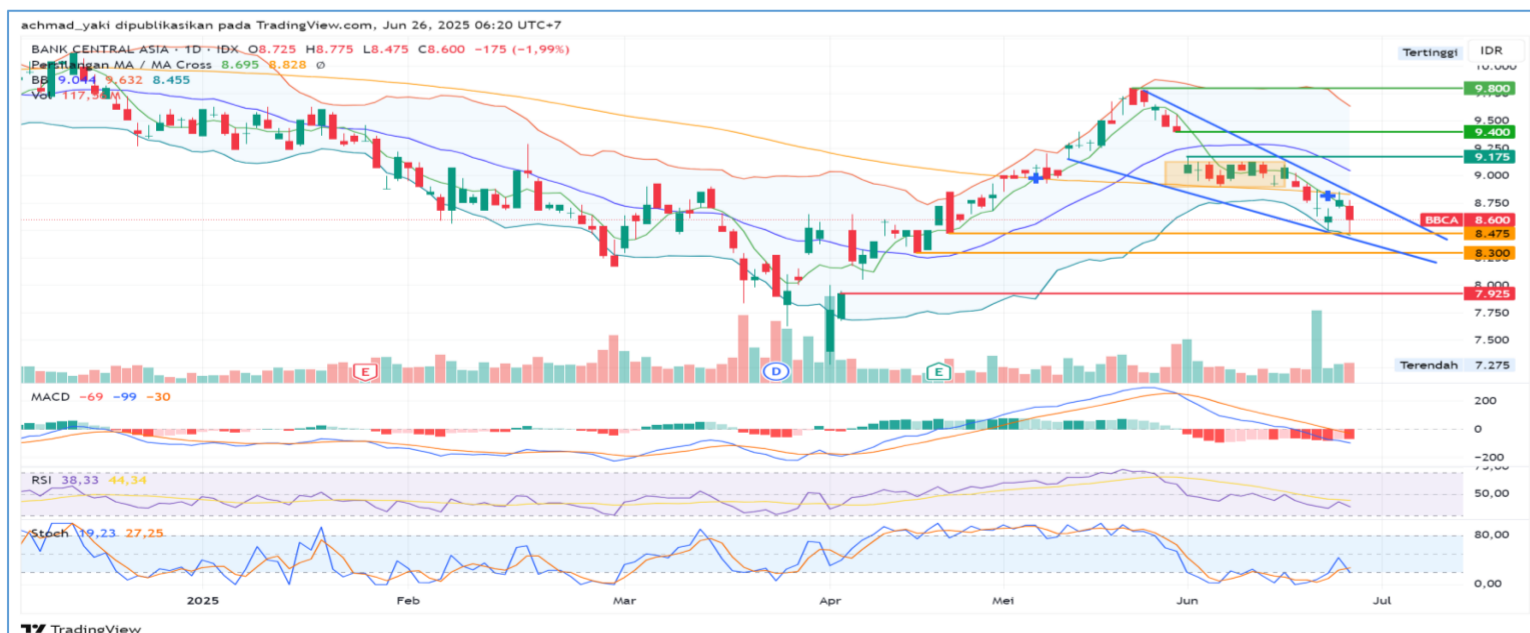 achmad_yaki dipublikasikan pada TradingView.com, Jun 26, 2025 06:20 UTC+7
BANK CENTRAL ASIA · 1D · IDX O8.725 H8.775 L8.475 C8.600 −175 (−1,99%)
Persilangan MA / MA Cross 8.695 8.828 ∅
BB 9.044 9.632 8.455
Vol 117,36M
Tertinggi
IDR
10.000
9.800
9.500
9.400
9.175
9.000
8.750
BBCA 8.600
8.475
8.300
8.000
7.925
7.750
7.500
Terendah 7.275
E
D
E
MACD −69 −99 −30
200
0
−200
RSI 38,33 44,34
75,00
50,00
Stoch 19,23 27,25
80,00
0,00
2025 Feb Mar Apr Mei Jun Jul
TradingView